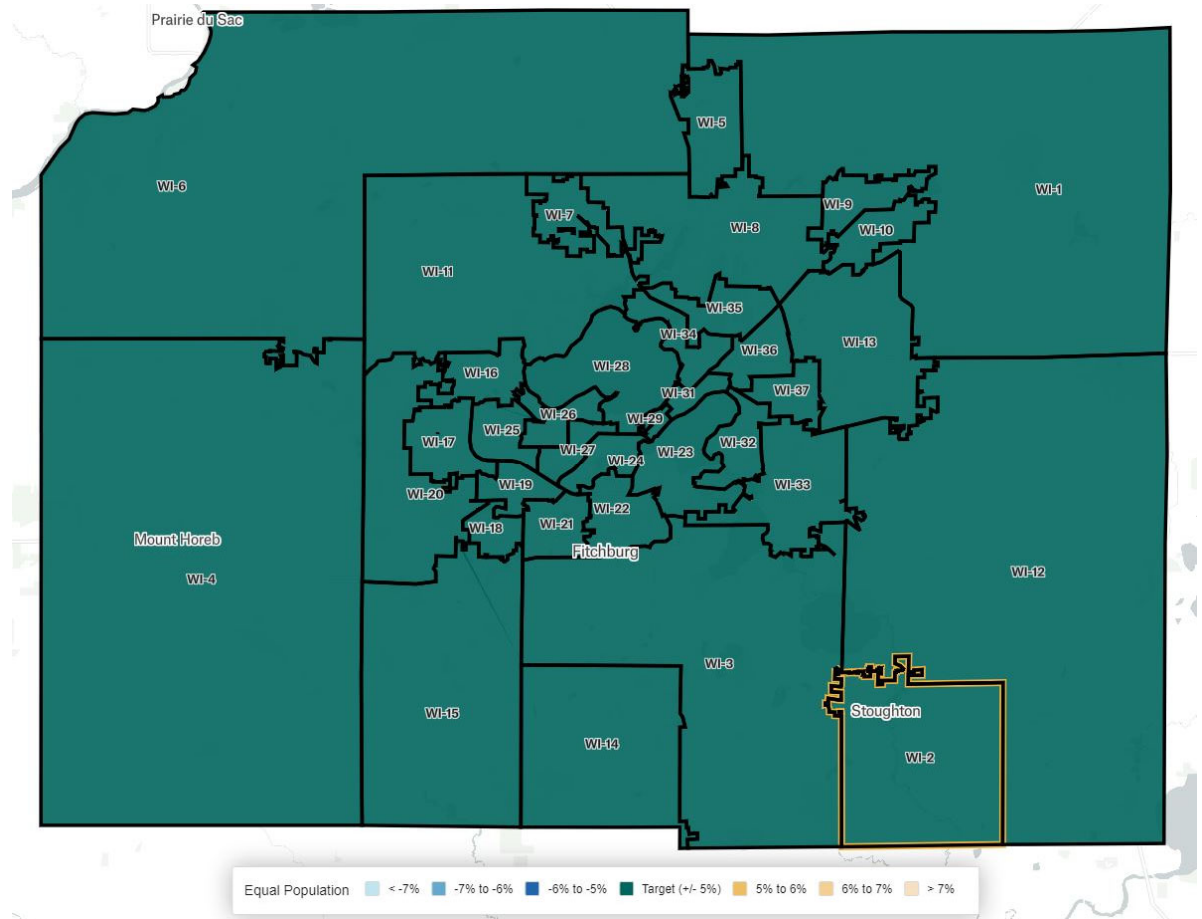 Prairie du Sac
WI-5
WI-6
WI-1
WI-9
WI-7
WI-8
WI-10
WI-11
WI-35
WI-34
WI-13
WI-36
WI-28
WI-16
WI-37
WI-31
WI-26
WI-29
WI-25
WI-17
WI-32
WI-27
WI-23
WI-24
WI-19
WI-33
WI-20
WI-22
WI-21
WI-18
Mount Horeb
Fitchburg
WI-4
WI-12
WI-3
Stoughton
WI-15
WI-14
WI-2
Equal Population < -7% -7% to -6% -6% to -5% Target (+/- 5%) 5% to 6% 6% to 7% > 7%